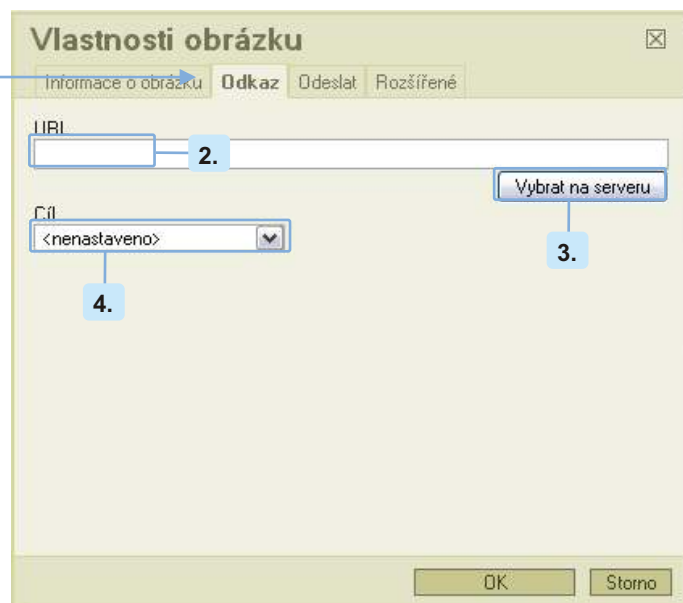 Vlastnosti obrázku
Informace o obrázku Odkaz Odeslat Rozšířené
URL
2.
Vybrat na serveru
3.
Cíl
<nenastaveno>
4.
OK Storno